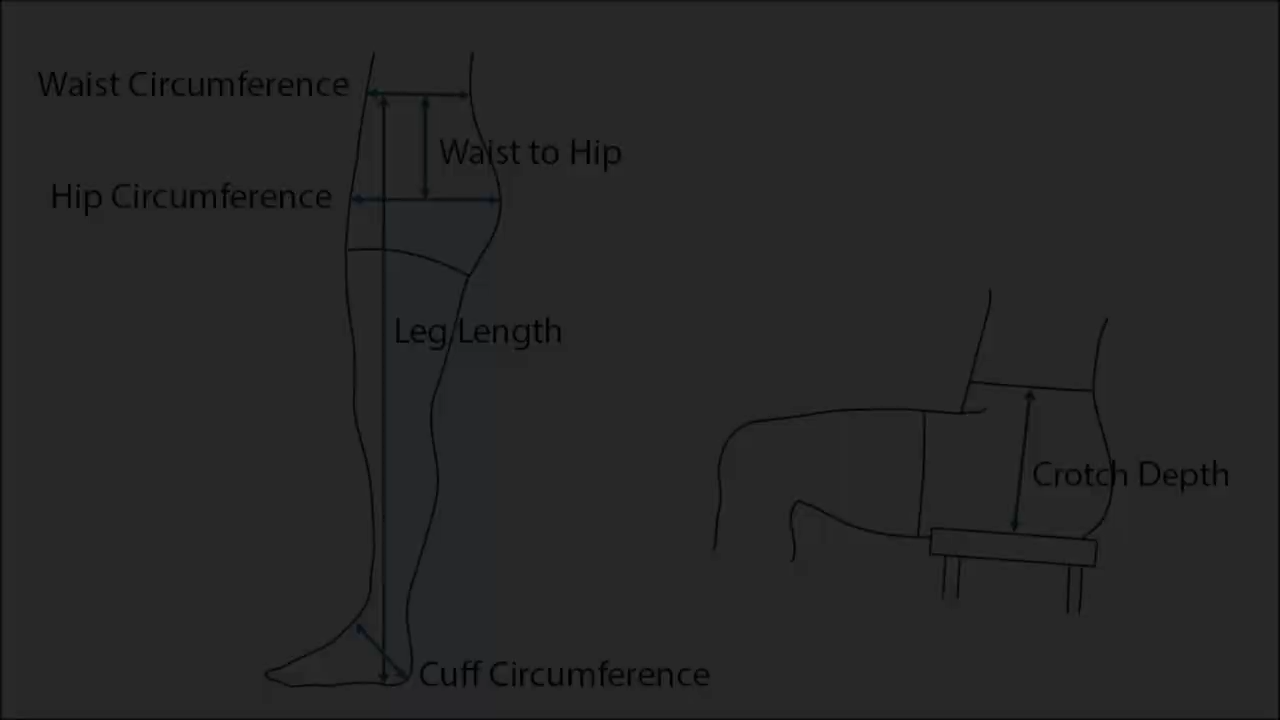 Waist Circumference
Waist to Hip
Hip Circumference
Leg Length
Crotch Depth
Cuff Circumference